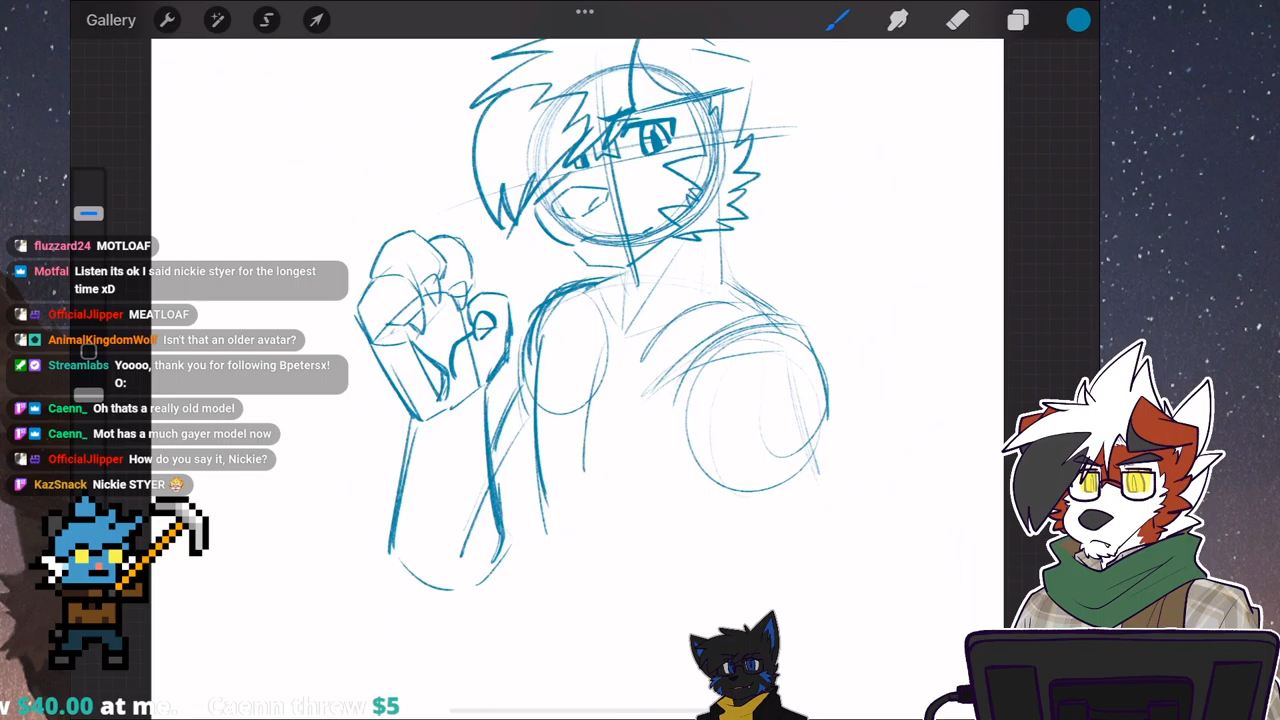 Gallery
fluzzard24 MOTLOAF
Motfal Listen its ok I said nickie styer for the longest
time xD
OfficialJlipper MEATLOAF
AnimalKingdomWolf Isn't that an older avatar?
Streamlabs Yoooo, thank you for following Bpetersx!
O:
Caenn_ Oh thats a really old model
Caenn_ Mot has a much gayer model now
OfficialJlipper How do you say it, Nickie?
KazSnack Nickie STYER
$40.00 at me. Caenn threw $5